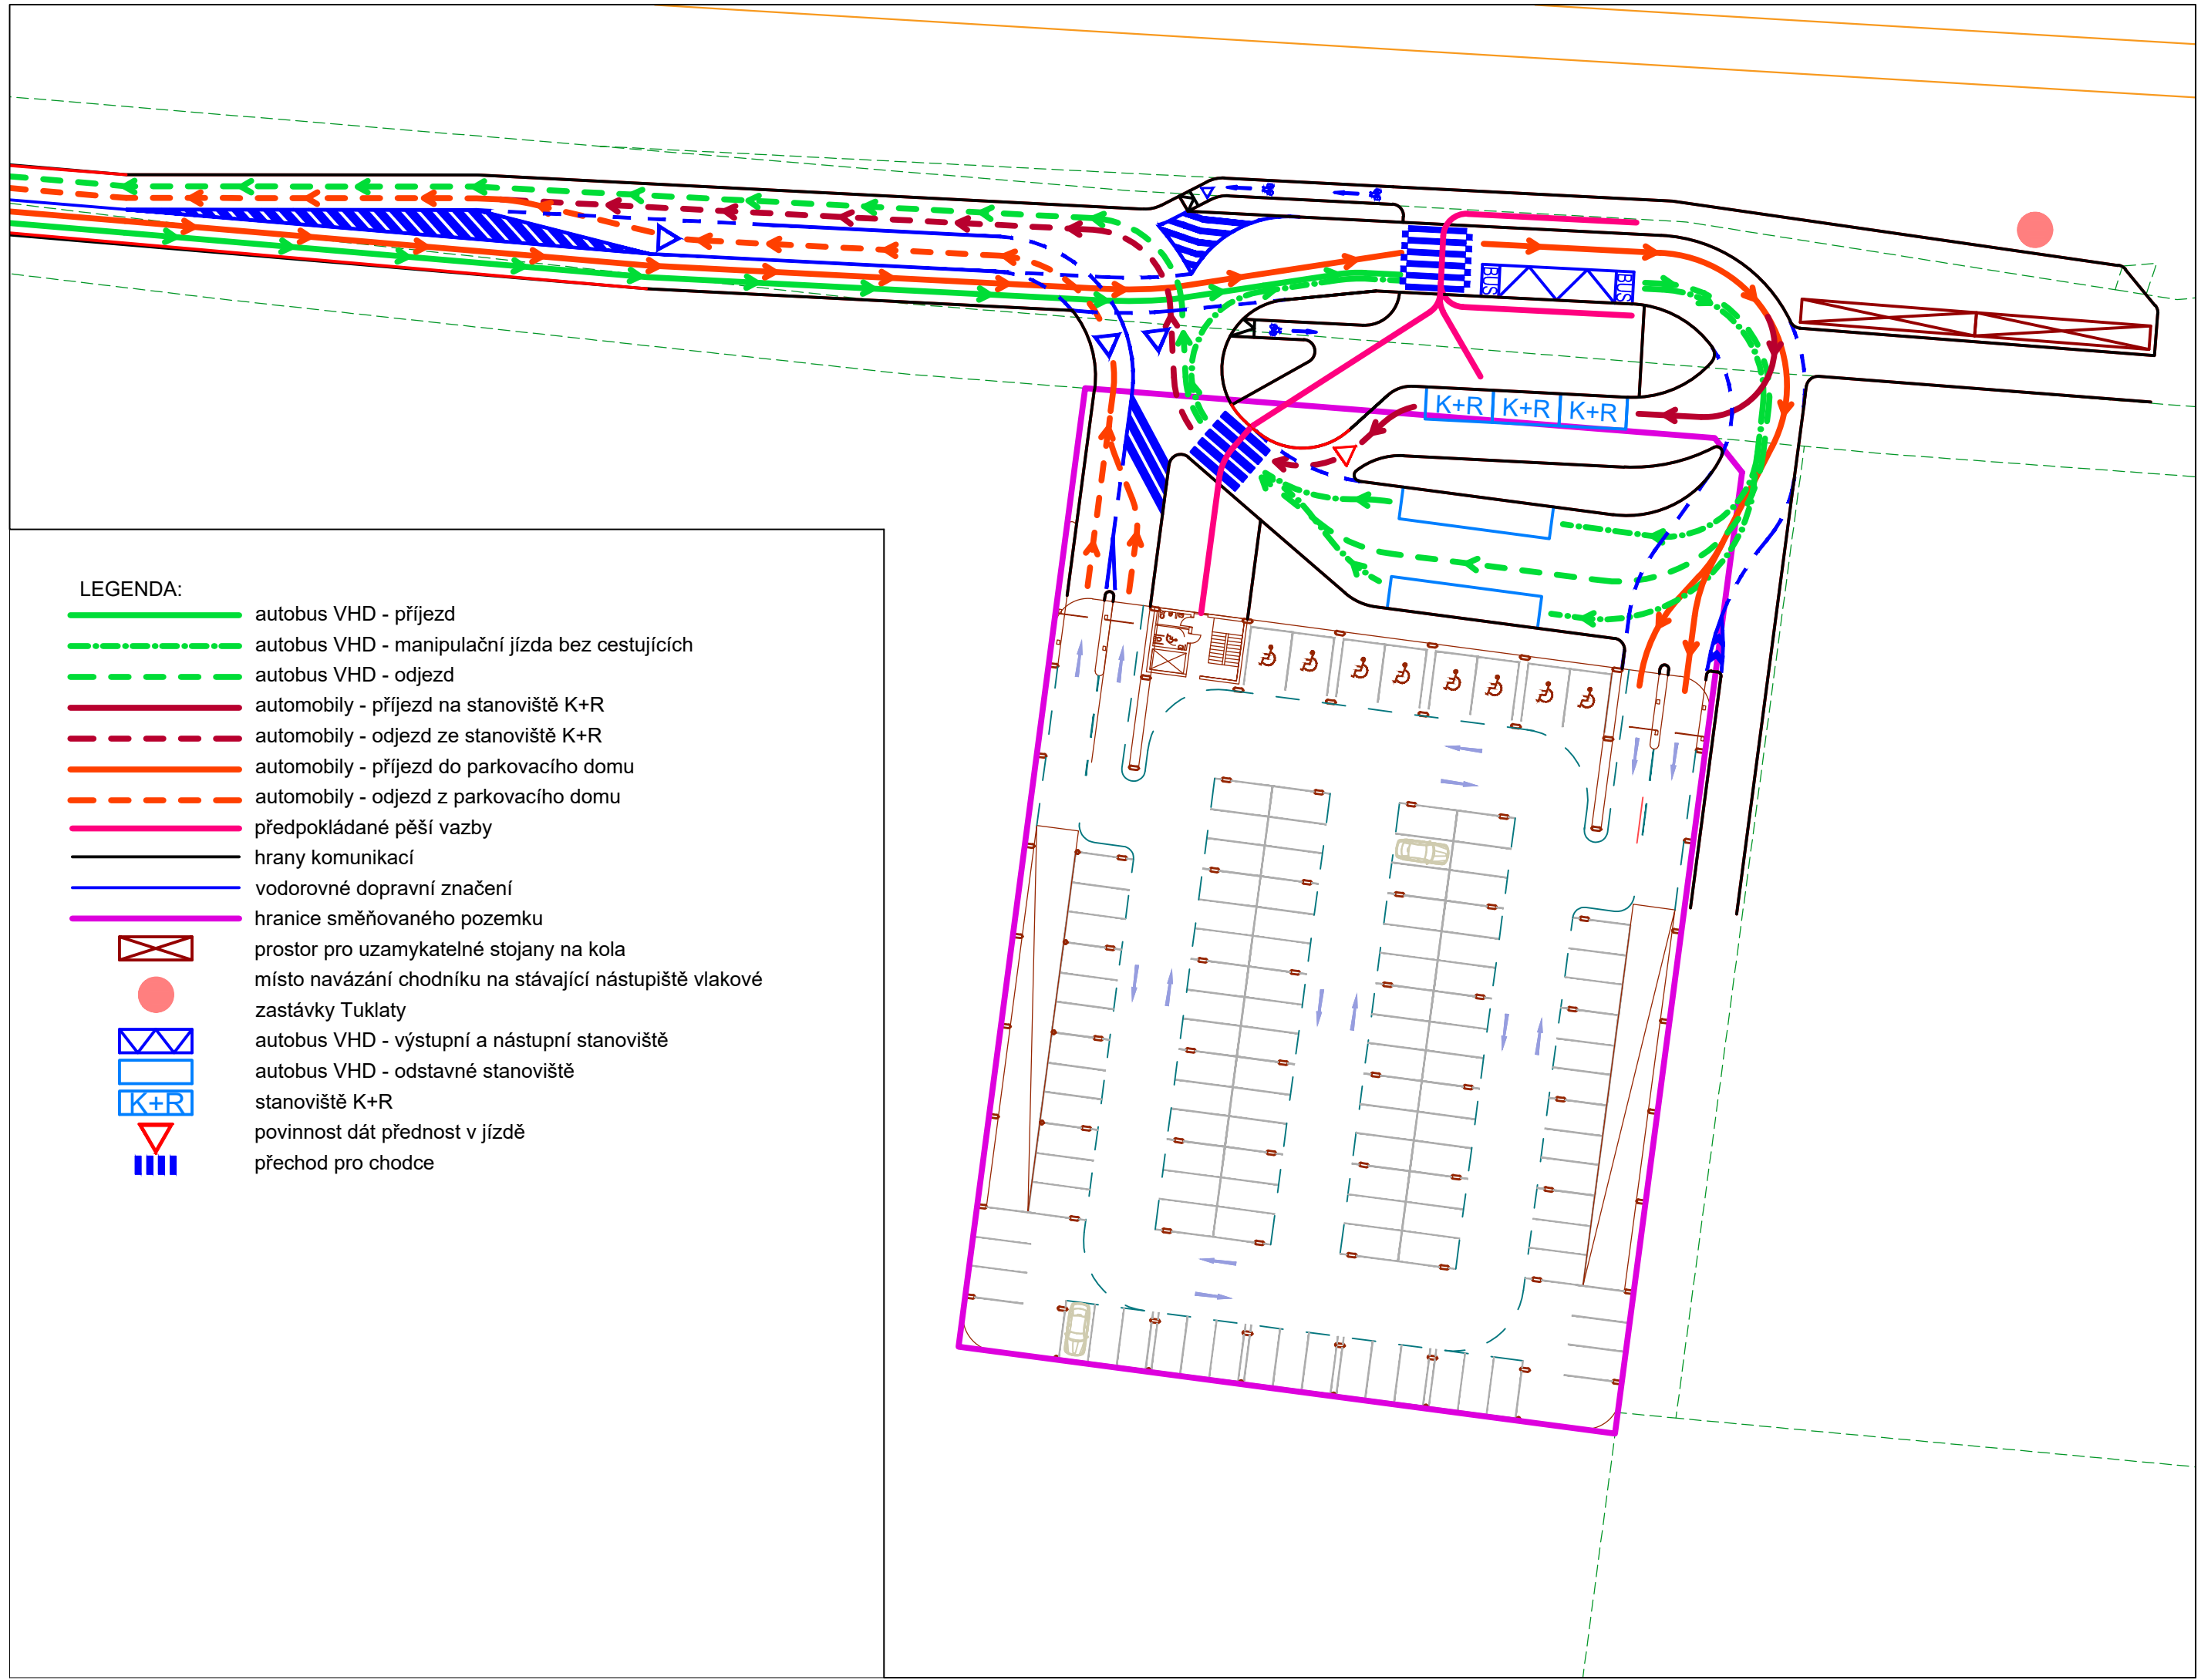 BUS
BUS
K+R K+R K+R
LEGENDA:
autobus VHD - příjezd
autobus VHD - manipulační jízda bez cestujících
autobus VHD - odjezd
automobily - příjezd na stanoviště K+R
automobily - odjezd ze stanoviště K+R
automobily - příjezd do parkovacího domu
automobily - odjezd z parkovacího domu
předpokládané pěší vazby
hrany komunikací
vodorovné dopravní značení
hranice směňovaného pozemku
prostor pro uzamykatelné stojany na kola
místo navázání chodníku na stávající nástupiště vlakové
zastávky Tuklaty
autobus VHD - výstupní a nástupní stanoviště
autobus VHD - odstavné stanoviště
K+R stanoviště K+R
povinnost dát přednost v jízdě
přechod pro chodce